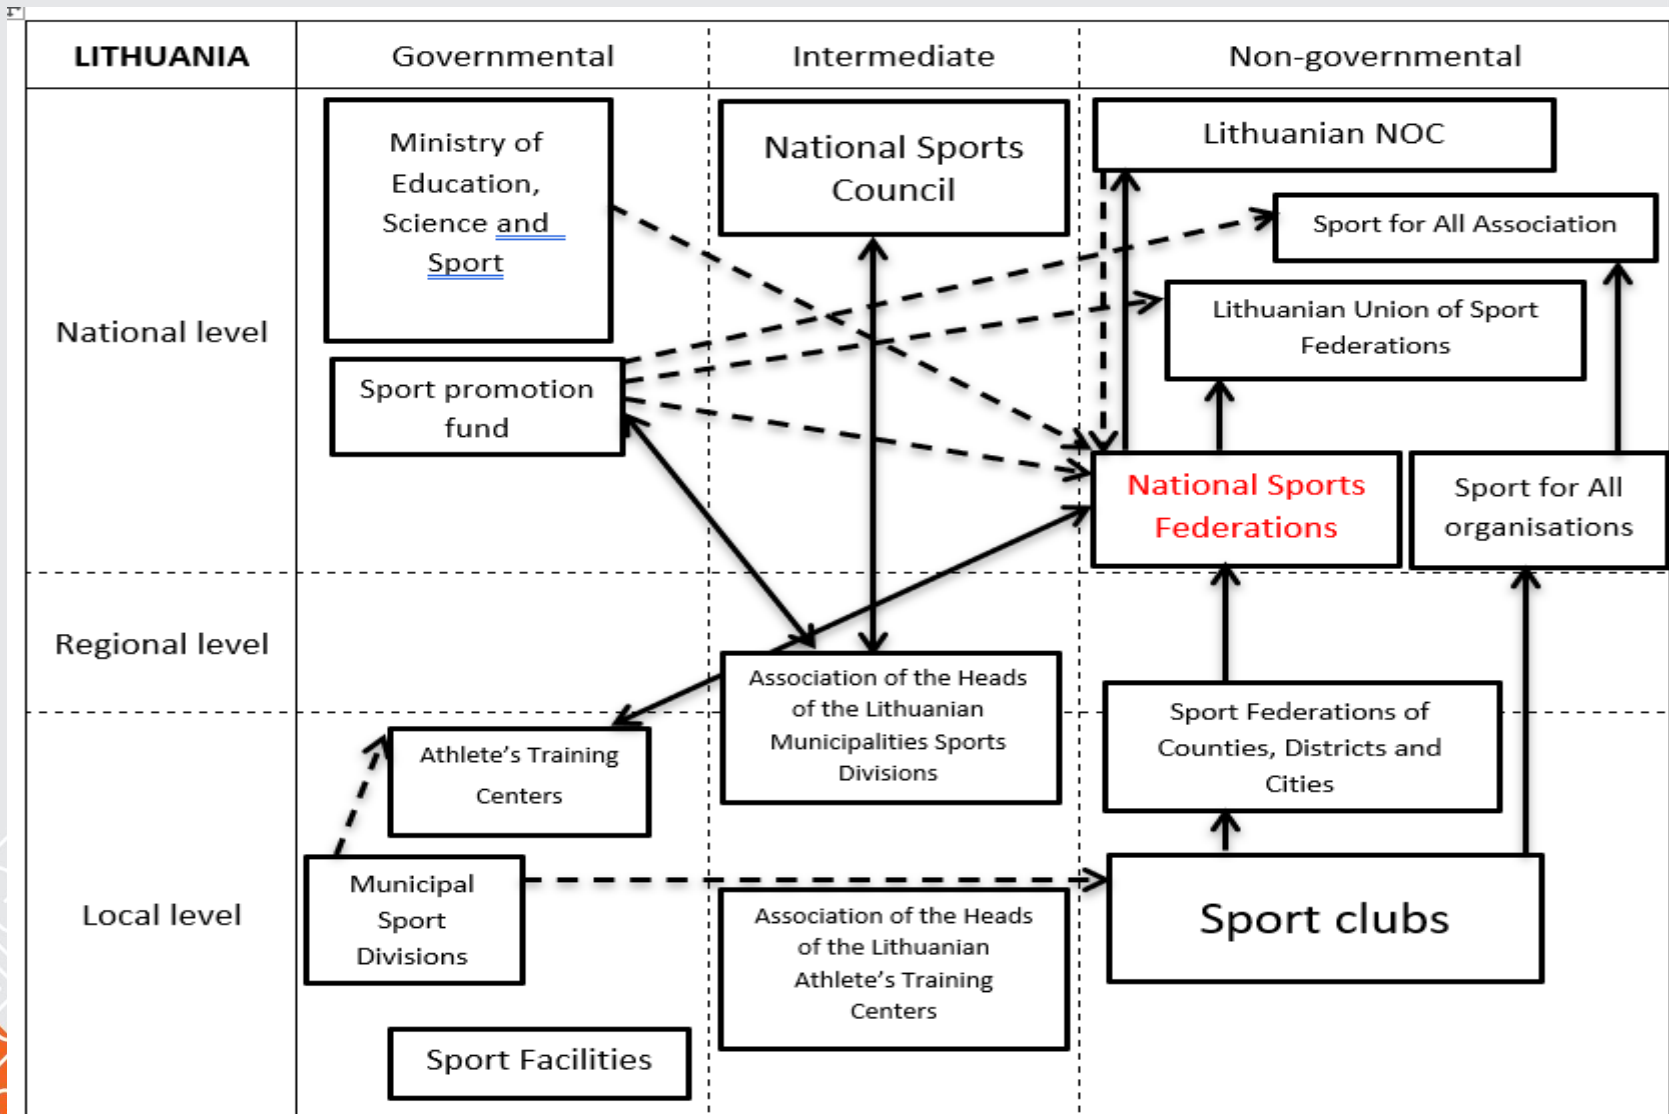 LITHUANIA
Governmental
Intermediate
Non-governmental
National level
Ministry of
Education,
Science and
Sport
National Sports
Council
Lithuanian NOC
Sport for All Association
Lithuanian Union of Sport
Federations
Sport promotion
fund
National Sports
Federations
Sport for All
organisations
Regional level
Association of the Heads
of the Lithuanian
Municipalities Sports
Divisions
Sport Federations of
Counties, Districts and
Cities
Local level
Athlete’s Training
Centers
Municipal
Sport
Divisions
Association of the Heads
of the Lithuanian
Athlete’s Training
Centers
Sport clubs
Sport Facilities